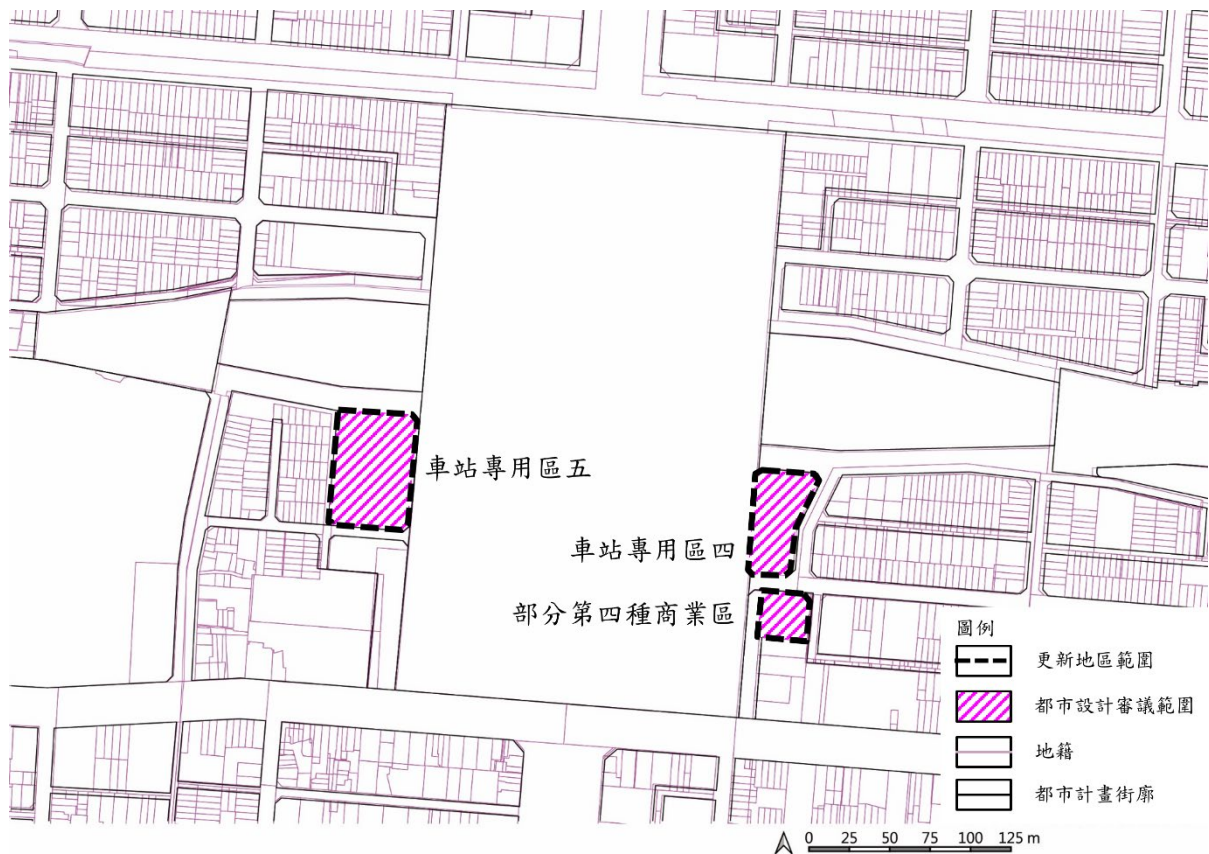 車站專用區五
車站專用區四
部分第四種商業區
圖例
更新地區範圍
都市設計審議範圍
地籍
都市計畫街廓
0 25 50 75 100 125 m